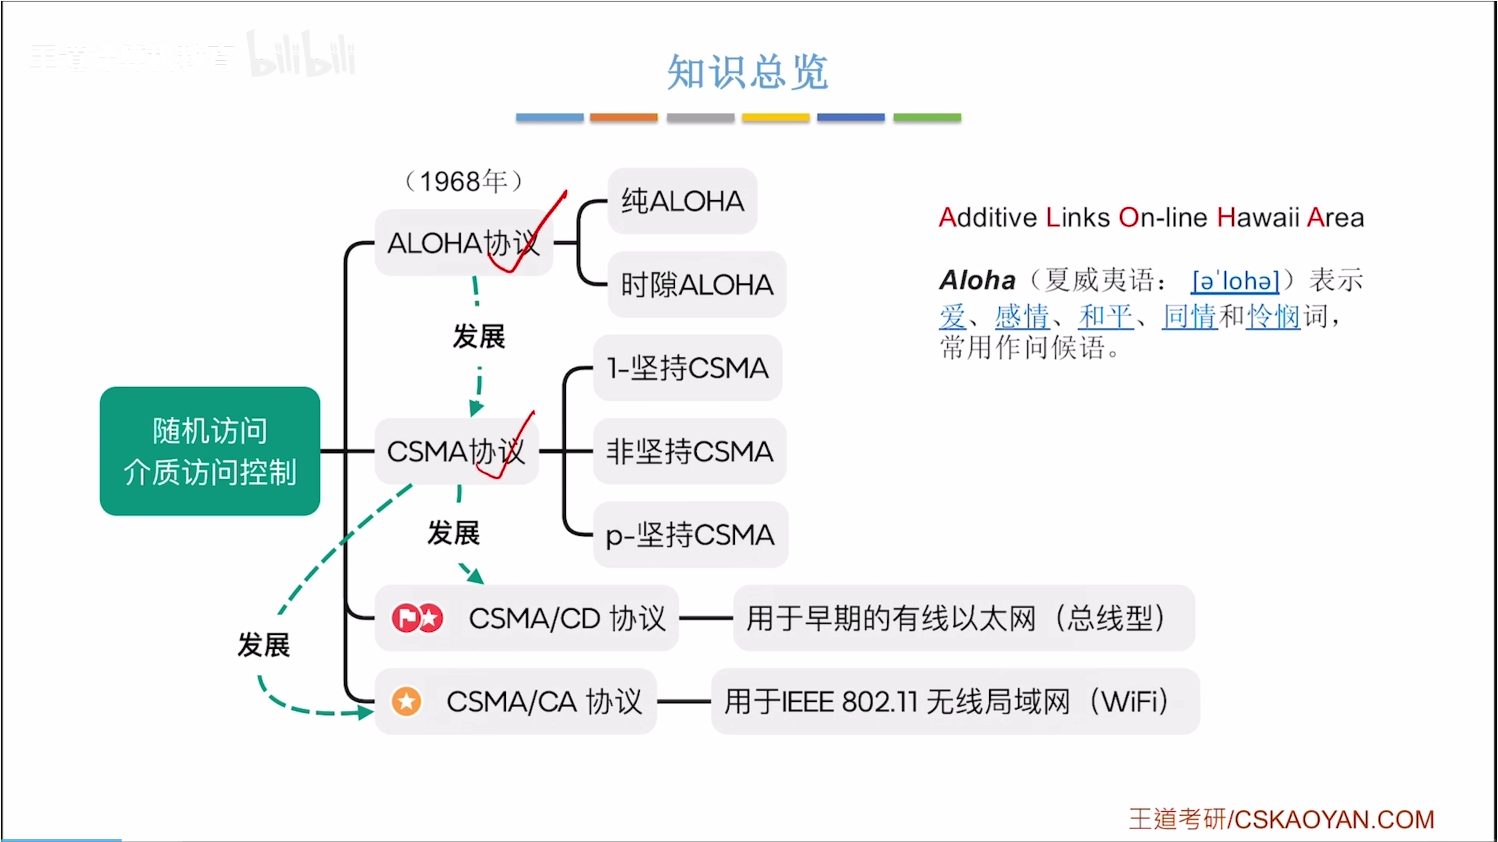 bilibili
知识总览
（1968年）
ALOHA协议
纯ALOHA
时隙ALOHA
发展
CSMA协议
1-坚持CSMA
非坚持CSMA
p-坚持CSMA
随机访问
介质访问控制
发展
发展
CSMA/CD 协议
用于早期的有线以太网（总线型）
CSMA/CA 协议
用于IEEE 802.11 无线局域网（WiFi）
Additive Links On-line Hawaii Area
Aloha（夏威夷语： [əˈlohə]）表示
爱、感情、和平、同情和怜悯词，
常用作问候语。
王道考研/CSKAOYAN.COM